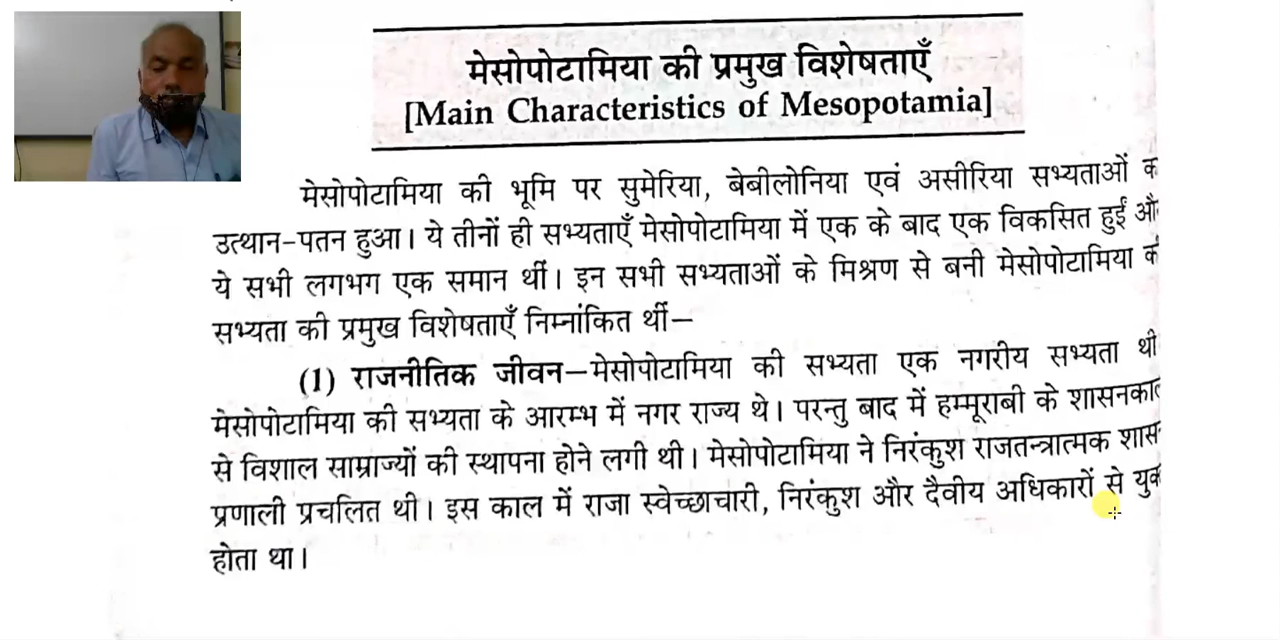 मेसोपोटामिया की प्रमुख विशेषताएँ
[Main Characteristics of Mesopotamia]
मेसोपोटामिया की भूमि पर सुमेरिया, बेबीलोनिया एवं असीरिया सभ्यताओं
उत्थान-पतन हुआ। ये तीनों ही सभ्यताएँ मेसोपोटामिया में एक के बाद एक विकसित हुईं
ये सभी लगभग एक समान थीं। इन सभी सभ्यताओं के मिश्रण से बनी मेसोपोटामिया
सभ्यता की प्रमुख विशेषताएँ निम्नांकित थीं–
(1) राजनीतिक जीवन–मेसोपोटामिया की सभ्यता एक नगरीय सभ्यता थी
मेसोपोटामिया की सभ्यता के आरम्भ में नगर राज्य थे। परन्तु बाद में हम्मूराबी के
से विशाल साम्राज्यों की स्थापना होने लगी थी। मेसोपोटामिया ने निरंकुश राजतन्त्रात्मक
प्रणाली प्रचलित थी। इस काल में राजा स्वेच्छाचारी, निरंकुश और दैवीय अधिकारों से
होता था।